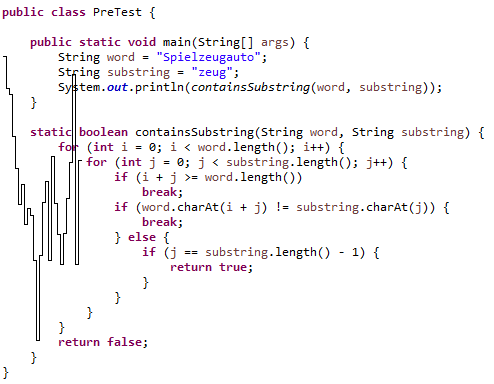 public class PreTest {
public static void main(String[] args) {
String word = "Spielzeugauto";
String substring = "zeug";
System.out.println(containsSubstring(word, substring));
}
static boolean containsSubstring(String word, String substring) {
for (int i = 0; i < word.length(); i++) {
for (int j = 0; j < substring.length(); j++) {
if (i + j >= word.length())
break;
if (word.charAt(i + j) != substring.charAt(j)) {
break;
} else {
if (j == substring.length() - 1) {
return true;
}
}
}
}
return false;
}
}